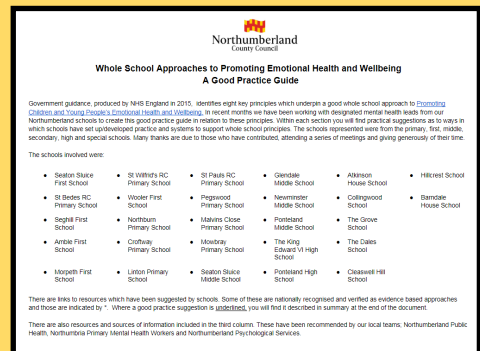 Northumberland
County Council
Whole School Approaches to Promoting Emotional Health and Wellbeing
A Good Practice Guide
Government guidance, produced by NHS England in 2015, identifies eight key principles which underpin a good whole school approach to Promoting
Children and Young People's Emotional Health and Wellbeing. In recent months we have been working with designated mental health leads from our
Northumberland schools to create this good practice guide in relation to these principles. Within each section you will find practical suggestions as to ways in
which schools have set up/developed practice and systems to support whole school principles. The schools represented were from the primary, first, middle,
secondary, high and special schools. Many thanks are due to those who have contributed, attending a series of meetings and giving generously of their time.
The schools involved were:
• Seaton Sluice First School
• St Bedes RC Primary School
• Seghill First School
• Amble First School
• Morpeth First School
• St Wilfrid's RC Primary School
• Wooler First School
• Northburn Primary School
• Croftway Primary School
• Linton Primary School
• St Pauls RC Primary School
• Pegswood Primary School
• Malvins Close Primary School
• Mowbray Primary School
• Seaton Sluice Middle School
• Glendale Middle School
• Newminster Middle School
• Ponteland Middle School
• The King Edward VI High School
• Ponteland High School
• Atkinson House School
• Collingwood School
• The Grove School
• The Dales School
• Cleaswell Hill School
• Hillcrest School
• Barndale House School
There are links to resources which have been suggested by schools. Some of these are nationally recognised and verified as evidence based approaches
and those are indicated by *. Where a good practice suggestion is underlined, you will find it described in summary at the end of the document.
There are also resources and sources of information included in the third column. These have been recommended by our local teams; Northumberland Public
Health, Northumbria Primary Mental Health Workers and Northumberland Psychological Services.